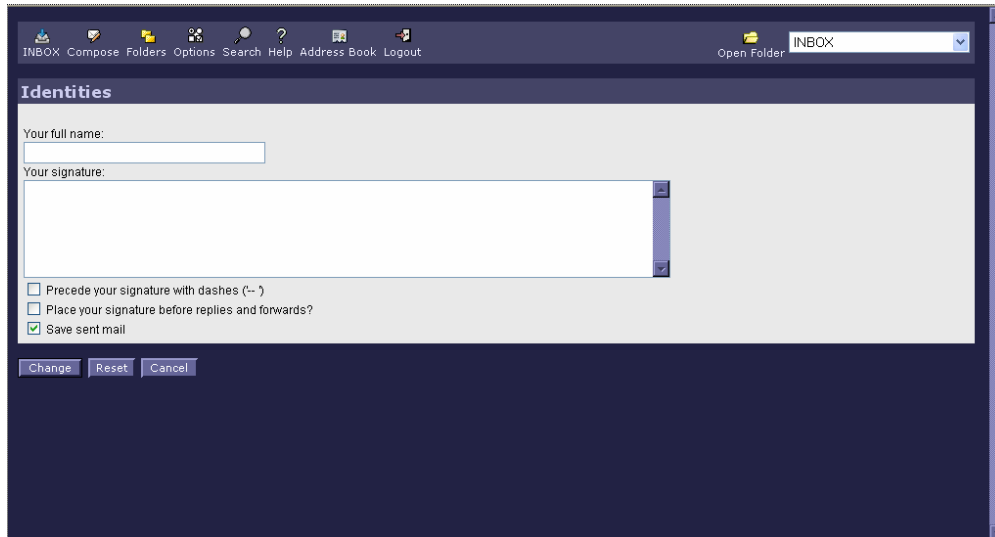 INBOX Compose Folders Options Search Help Address Book Logout
Open Folder INBOX
Identities
Your full name:
Your signature:
Precede your signature with dashes ('-- ')
Place your signature before replies and forwards?
Save sent mail
Change Reset Cancel